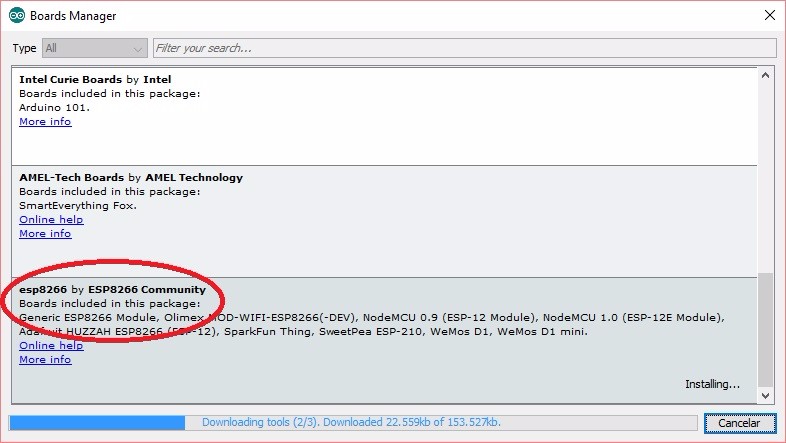 Boards Manager
Type All Filter your search...
Intel Curie Boards by Intel
Boards included in this package:
Arduino 101.
More info
AMEL-Tech Boards by AMEL Technology
Boards included in this package:
SmartEverything Fox.
Online help
More info
esp8266 by ESP8266 Community
Boards included in this package:
Generic ESP8266 Module, Olimex MOD-WIFI-ESP8266(-DEV), NodeMCU 0.9 (ESP-12 Module), NodeMCU 1.0 (ESP-12E Module),
Adafruit HUZZAH ESP8266 (ESP-12), SparkFun Thing, SweetPea ESP-210, WeMos D1, WeMos D1 mini.
Online help
More info
Installing...
Downloading tools (2/3). Downloaded 22.559kb of 153.527kb.
Cancelar